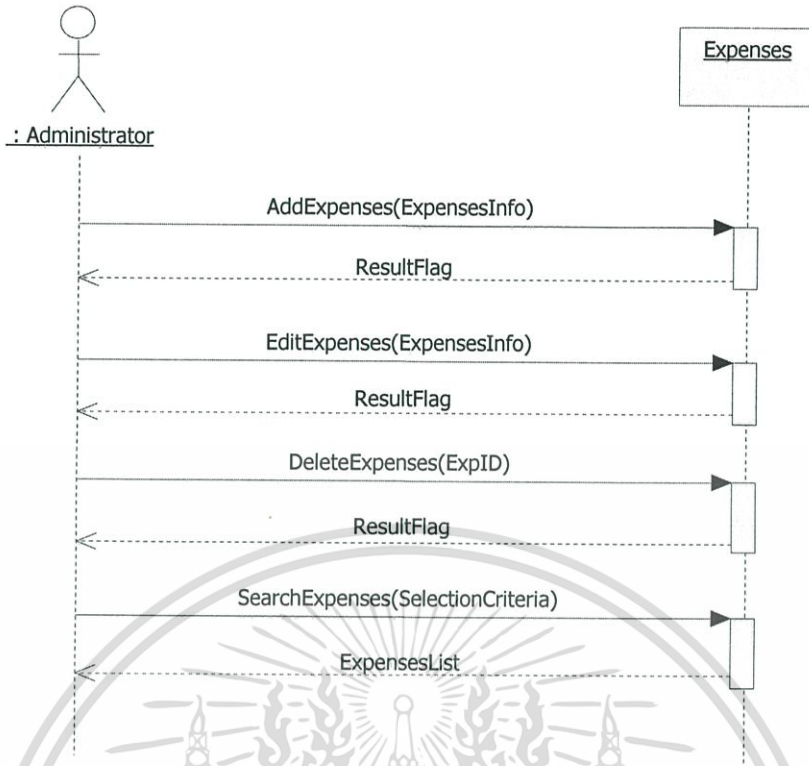 Expenses
: Administrator
AddExpenses(ExpensesInfo)
ResultFlag
EditExpenses(ExpensesInfo)
ResultFlag
DeleteExpenses(ExpID)
ResultFlag
SearchExpenses(SelectionCriteria)
ExpensesList